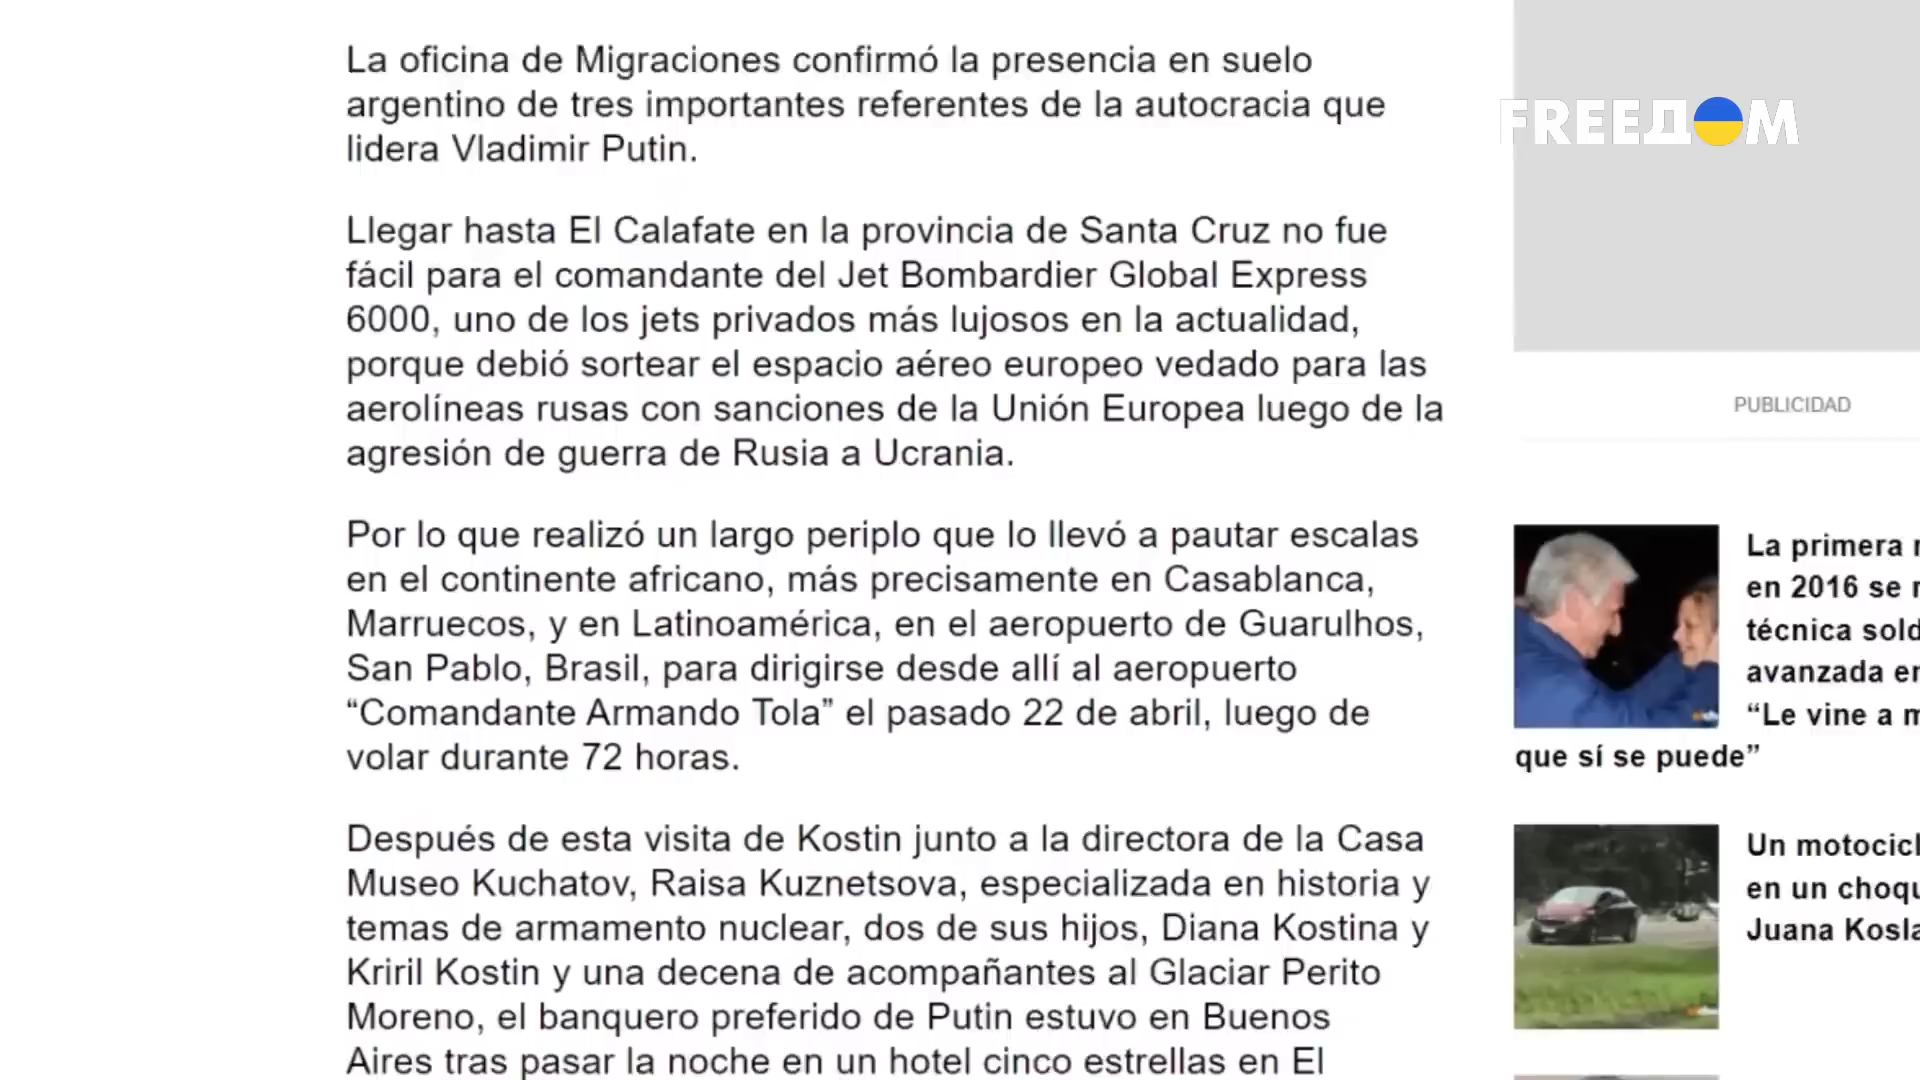 La oficina de Migraciones confirmó la presencia en suelo
argentino de tres importantes referentes de la autocracia que
lidera Vladimir Putin.
Llegar hasta El Calafate en la provincia de Santa Cruz no fue
fácil para el comandante del Jet Bombardier Global Express
6000, uno de los jets privados más lujosos en la actualidad,
porque debió sortear el espacio aéreo europeo vedado para las
aerolíneas rusas con sanciones de la Unión Europea luego de la
agresión de guerra de Rusia a Ucrania.
Por lo que realizó un largo periplo que lo llevó a pautar escalas
en el continente africano, más precisamente en Casablanca,
Marruecos, y en Latinoamérica, en el aeropuerto de Guarulhos,
San Pablo, Brasil, para dirigirse desde allí al aeropuerto
“Comandante Armando Tola” el pasado 22 de abril, luego de
volar durante 72 horas.
Después de esta visita de Kostin junto a la directora de la Casa
Museo Kuchatov, Raisa Kuznetsova, especializada en historia y
temas de armamento nuclear, dos de sus hijos, Diana Kostina y
Kriril Kostin y una decena de acompañantes al Glaciar Perito
Moreno, el banquero preferido de Putin estuvo en Buenos
Aires tras pasar la noche en un hotel cinco estrellas en El
FREEДOM
PUBLICIDAD
La primera
en 2016 se
técnica sold
avanzada en
“Le vine a m
que sí se puede”
Un motocicl
en un choqu
Juana Kosla